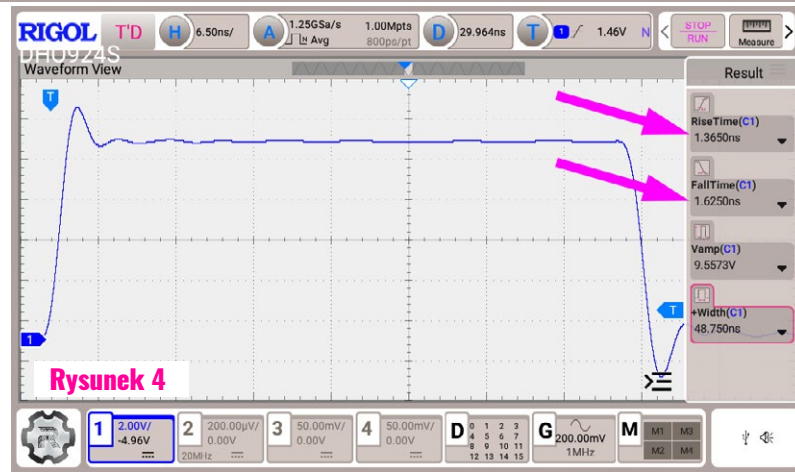 RIGOL T'D H 6.50ns/ A 1.25GSa/s 1.00Mpts D 29.964ns T 1 1.46V N STOP
Avg 800ps/pt RUN Measure
DHO924S
Waveform View Result
T
RiseTime(C1)
1.3650ns
FallTime(C1)
1.6250ns
Vamp(C1)
9.5573V
T
+Width(C1)
48.750ns
1
Rysunek 4
1 2.00V/ 2 200.00µV/ 3 50.00mV/ 4 50.00mV/ D 0 1 2 3 G 200.00mV M M1 M3
-4.96V 0.00V 0.00V 0.00V 4 5 6 7 1MHz M2 M4
20MHz 8 9 10 11
12 13 14 15